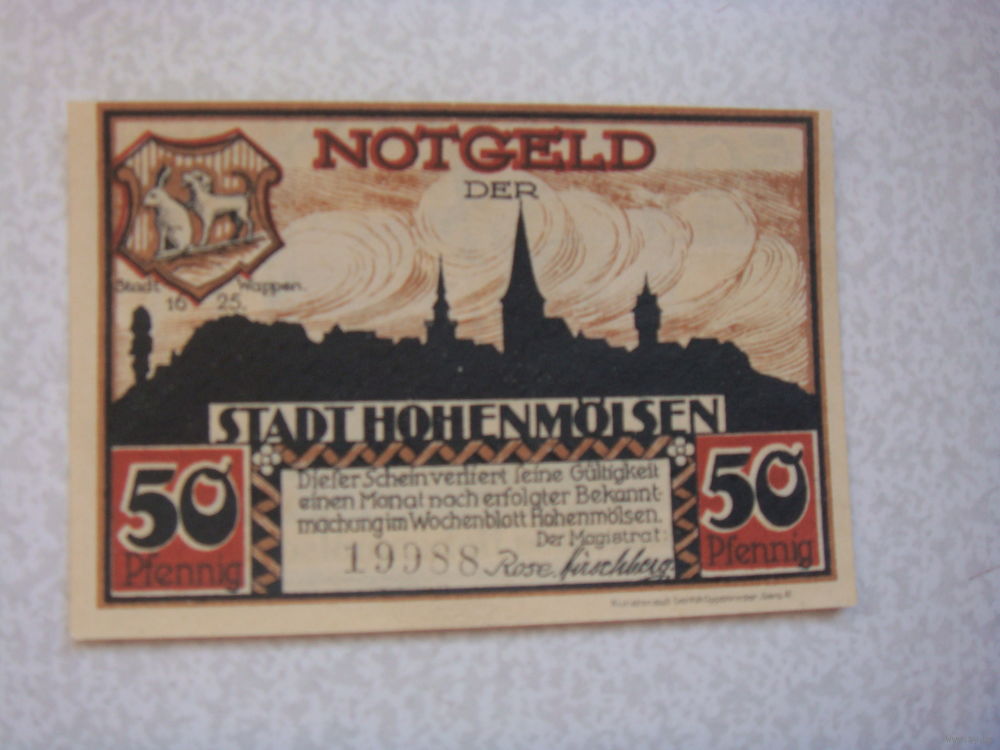 NOTGELD
DER
Stadt Wappen.
16 25.
STADT HOHENMÖLSEN
50
Pfennig
Dieser Schein verliert seine Gültigkeit
einen Monat nach erfolgter Bekannt-
machung im Wochenblatt Hohenmölsen.
Der Magistrat:
19988 Rose. Hirschberg.
50
Pfennig